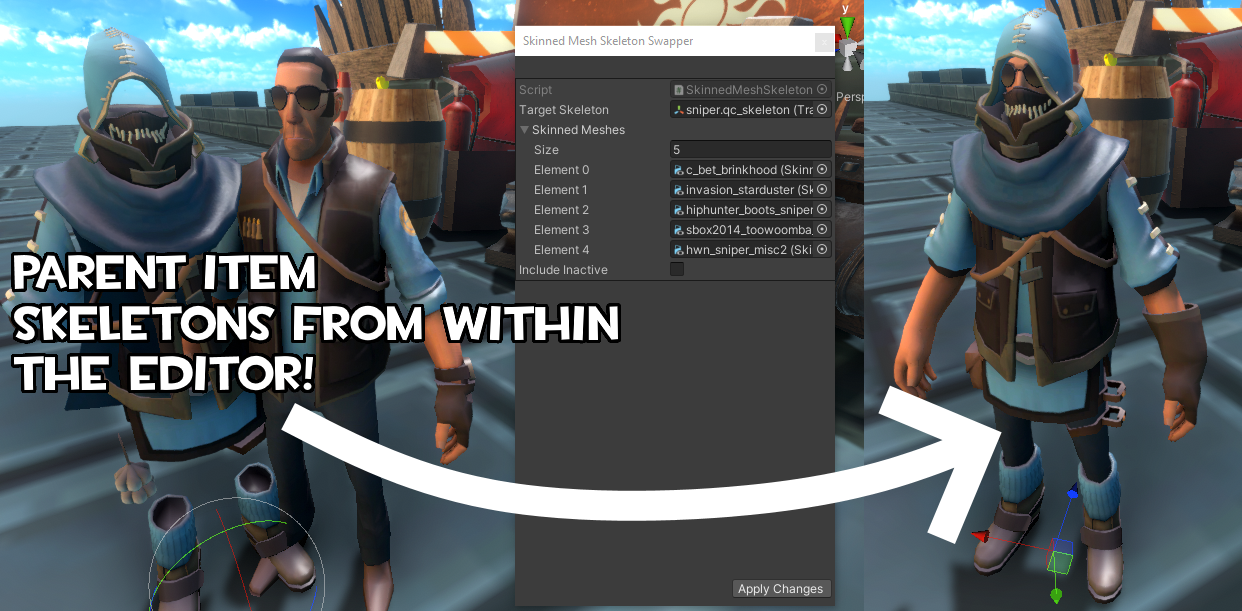 Skinned Mesh Skeleton Swapper
y
Persp
Script
SkinnedMeshSkeleton
Target Skeleton
sniper.qc_skeleton (Tra
Skinned Meshes
Size
5
Element 0
c_bet_brinkhood (Skinn
Element 1
invasion_starduster (Sk
Element 2
hiphunter_boots_sniper
Element 3
sbox2014_toowoomba_
Element 4
hwn_sniper_misc2 (Ski
Include Inactive
PARENT ITEM
SKELETONS FROM WITHIN
THE EDITOR!
Apply Changes